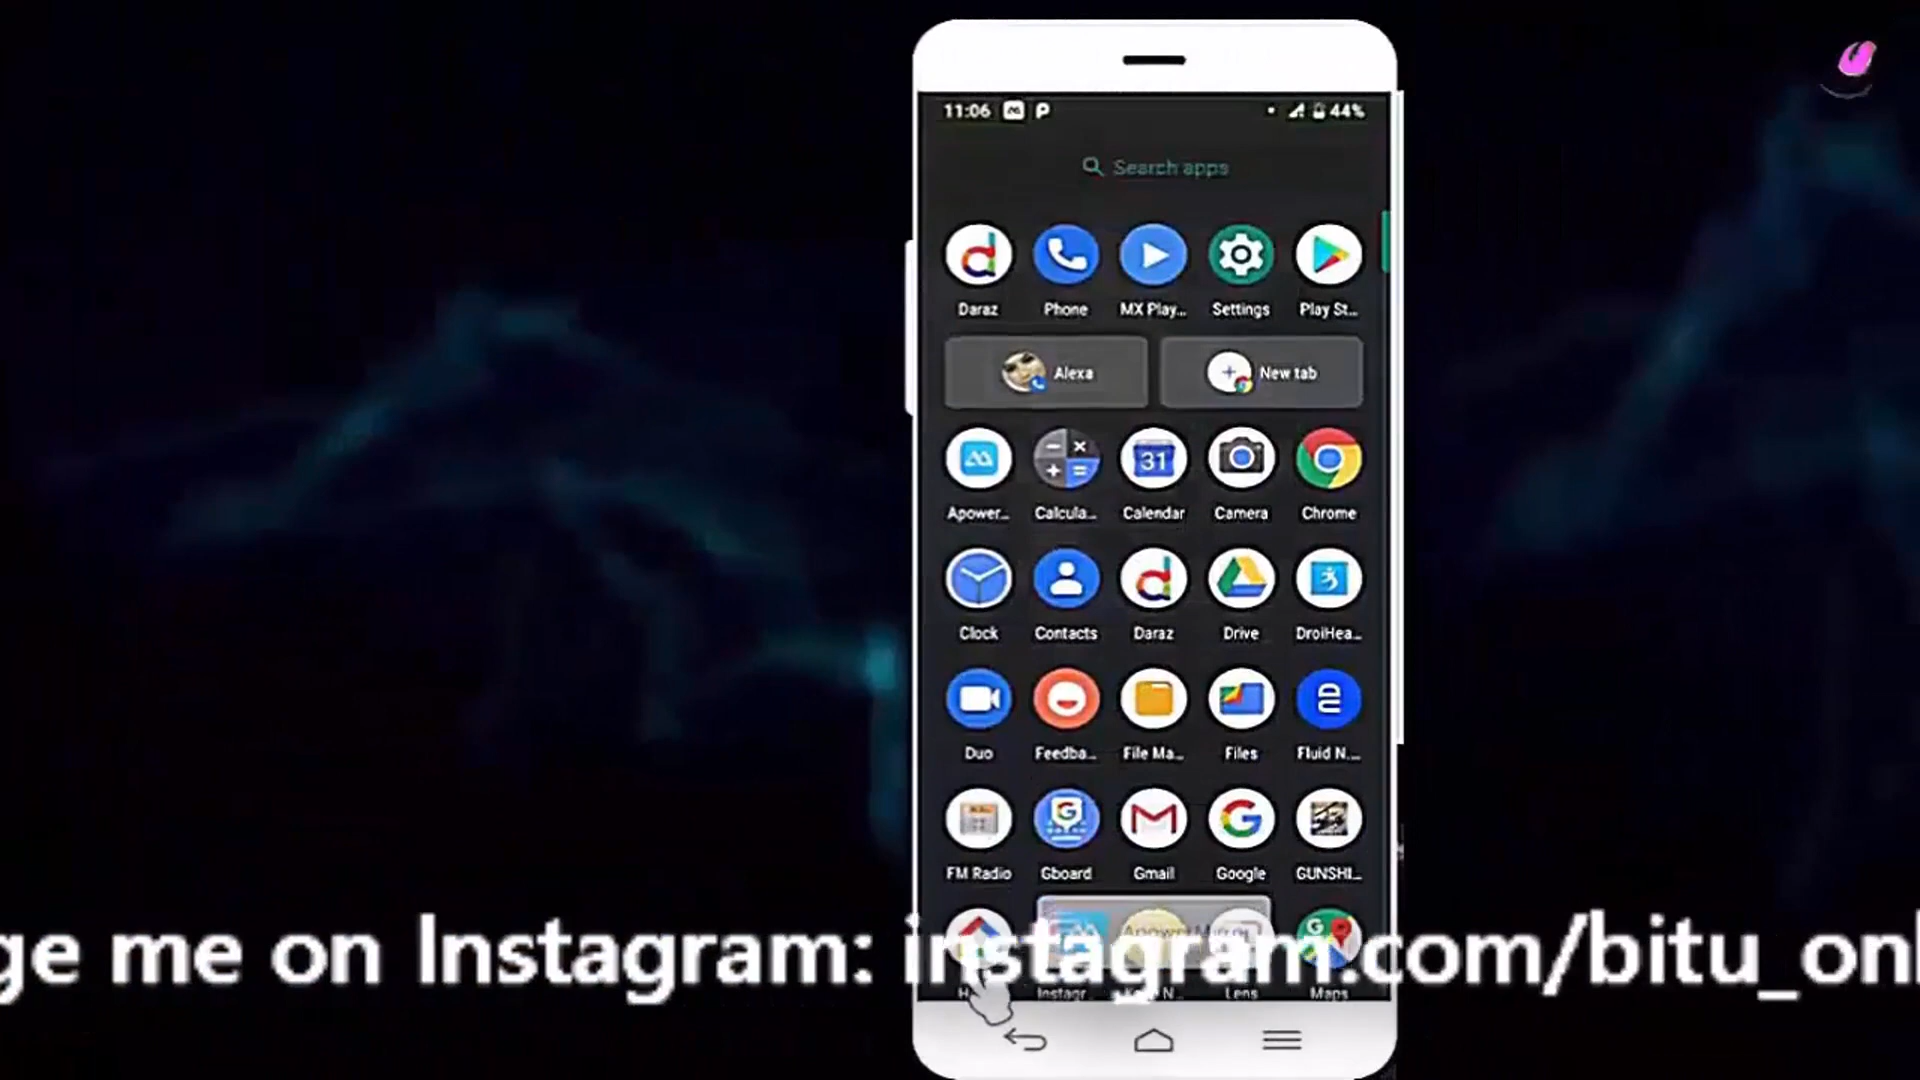 11:06 P 44%
Search apps
Daraz Phone MX Play... Settings Play St...
Alexa New tab
31
Apower... Calcula... Calendar Camera Chrome
Clock Contacts Daraz Drive DroiHea...
Duo Feedba... File Ma... Files Fluid N...
FM Radio Gboard Gmail Google GUNSHI...
ApowerMirror
ge me on Instagram: instagram.com/bitu_onl
Instagr... Lens Maps